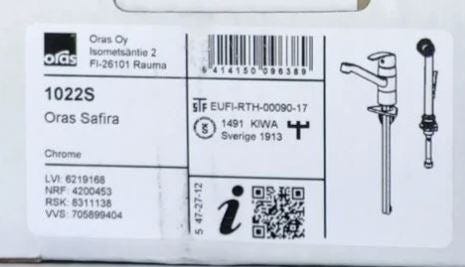 oras
Oras Oy
Isometsäntie 2
FI-26101 Rauma
6 414150 096389
1022S
Oras Safira
Chrome
LVI: 6219168
NRF: 4200453
RSK: 8311138
VVS: 705899404
STF EUFI-RTH-00090-17
1491 KIWA
Sverige 1913
5 47-27-12
i